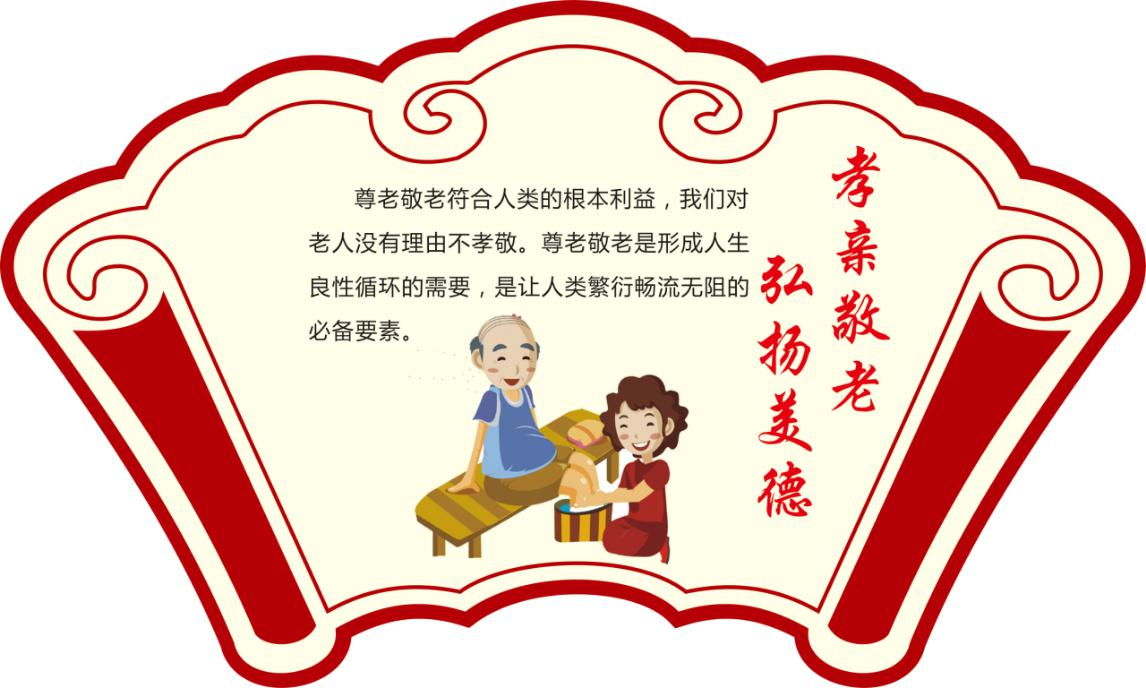 孝亲敬老
弘扬美德
尊老敬老符合人类的根本利益，我们对
老人没有理由不孝敬。尊老敬老是形成人生
良性循环的需要，是让人类繁衍畅流无阻的
必备要素。